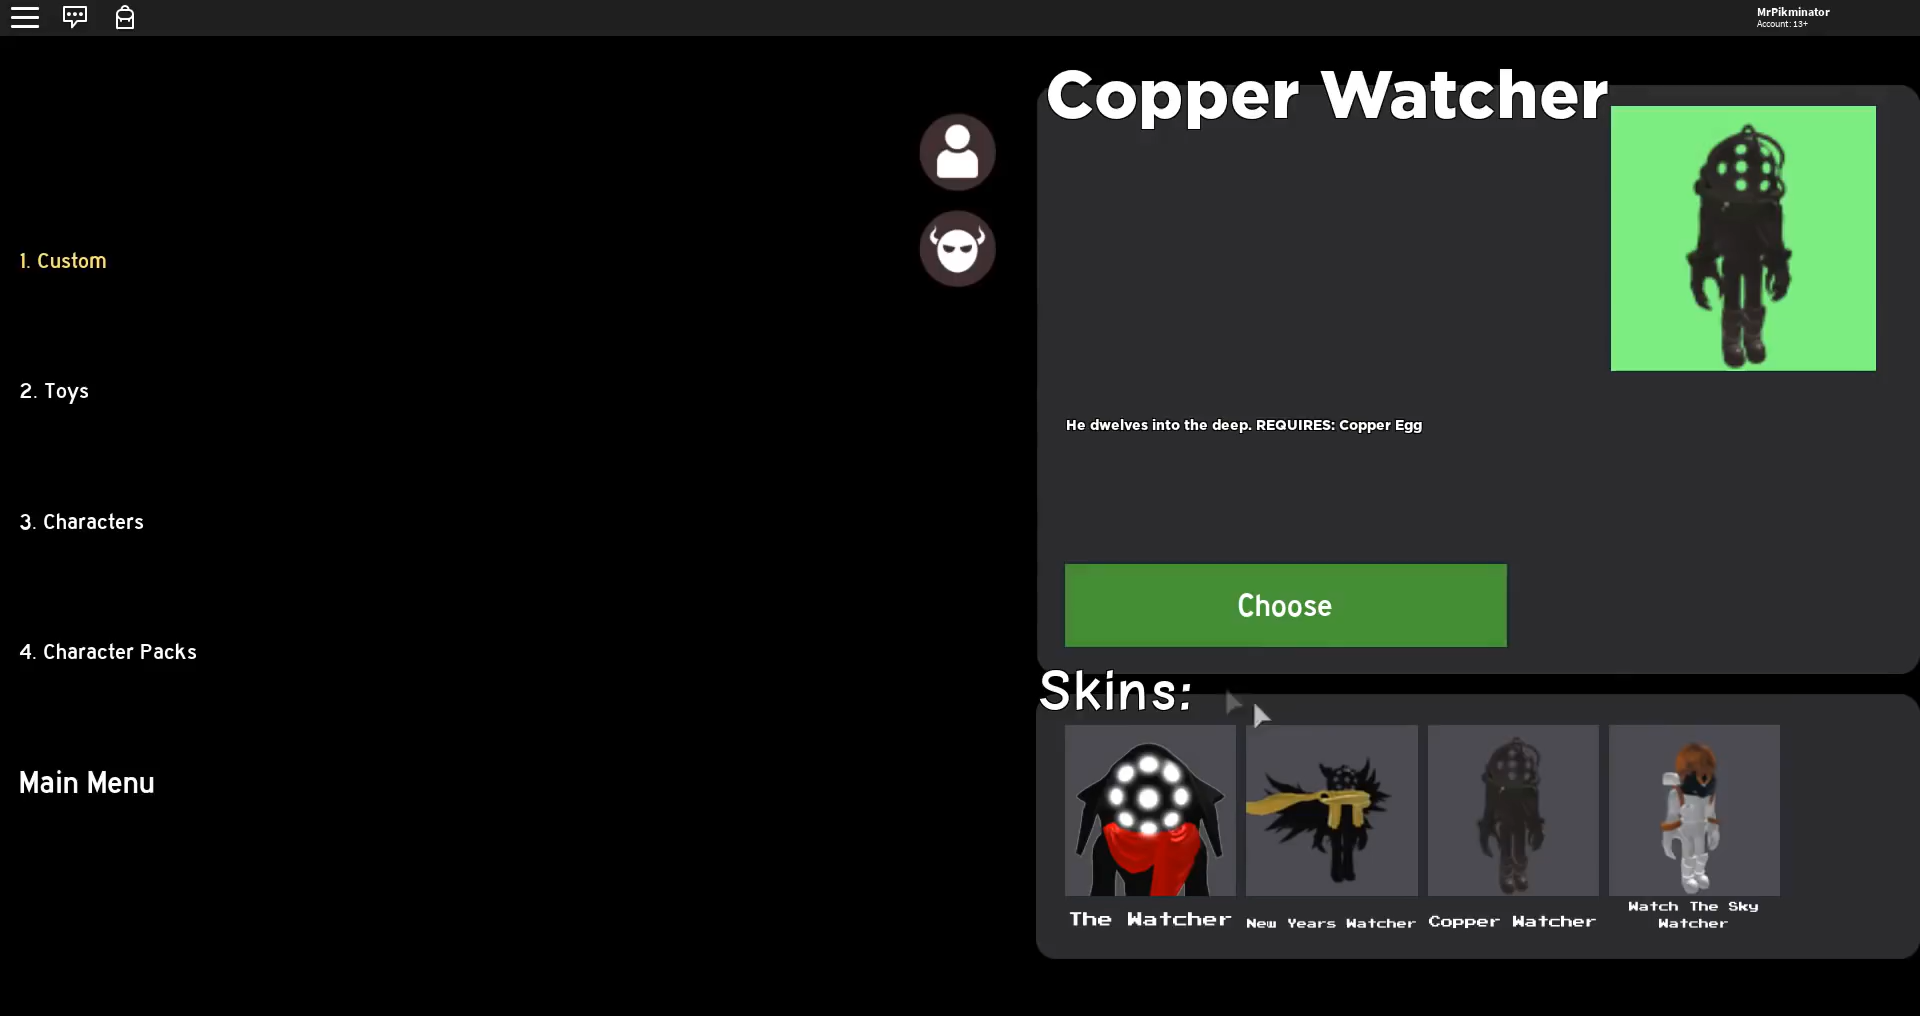 MrPikminator
Account: 13+
Copper Watcher
1. Custom
2. Toys
He dwelves into the deep. REQUIRES: Copper Egg
3. Characters
Choose
4. Character Packs
Skins:
Main Menu
The Watcher
New Years Watcher
Copper Watcher
Watch The Sky
Watcher